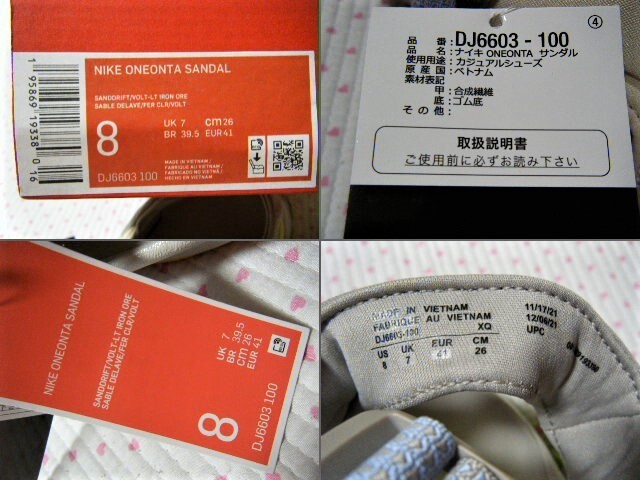 NIKE ONEONTA SANDAL
SANDDRIFT/VOLT-LT IRON ORE
SABLE DELAVE/FER CLR/VOLT
8
UK 7 CM 26
BR 39.5 EUR 41
MADE IN VIETNAM/
FABRIQUE AU VIETNAM/
FABRICADO NO VIETNÃ/
HECHO EN VIETNAM
DJ6603 100
1 95869 19338 0 16
④
品番: DJ6603 - 100
品名: ナイキ ONEONTA サンダル
使用用途: カジュアルシューズ
原産国: ベトナム
素材表記
甲: 合成繊維
底: ゴム底
その他:
取扱説明書
ご使用前に必ずお読み下さい
NIKE ONEONTA SANDAL
SANDDRIFT/VOLT-LT IRON ORE
SABLE DELAVE/FER CLR/VOLT
8
UK 7
BR 39.5
CM 26
EUR 41
DJ6603 100
MADE IN VIETNAM 11/17/21
FABRIQUE AU VIETNAM 12/06/21
DJ6603-100 XQ UPC
US UK EUR CM
8 7 41 26